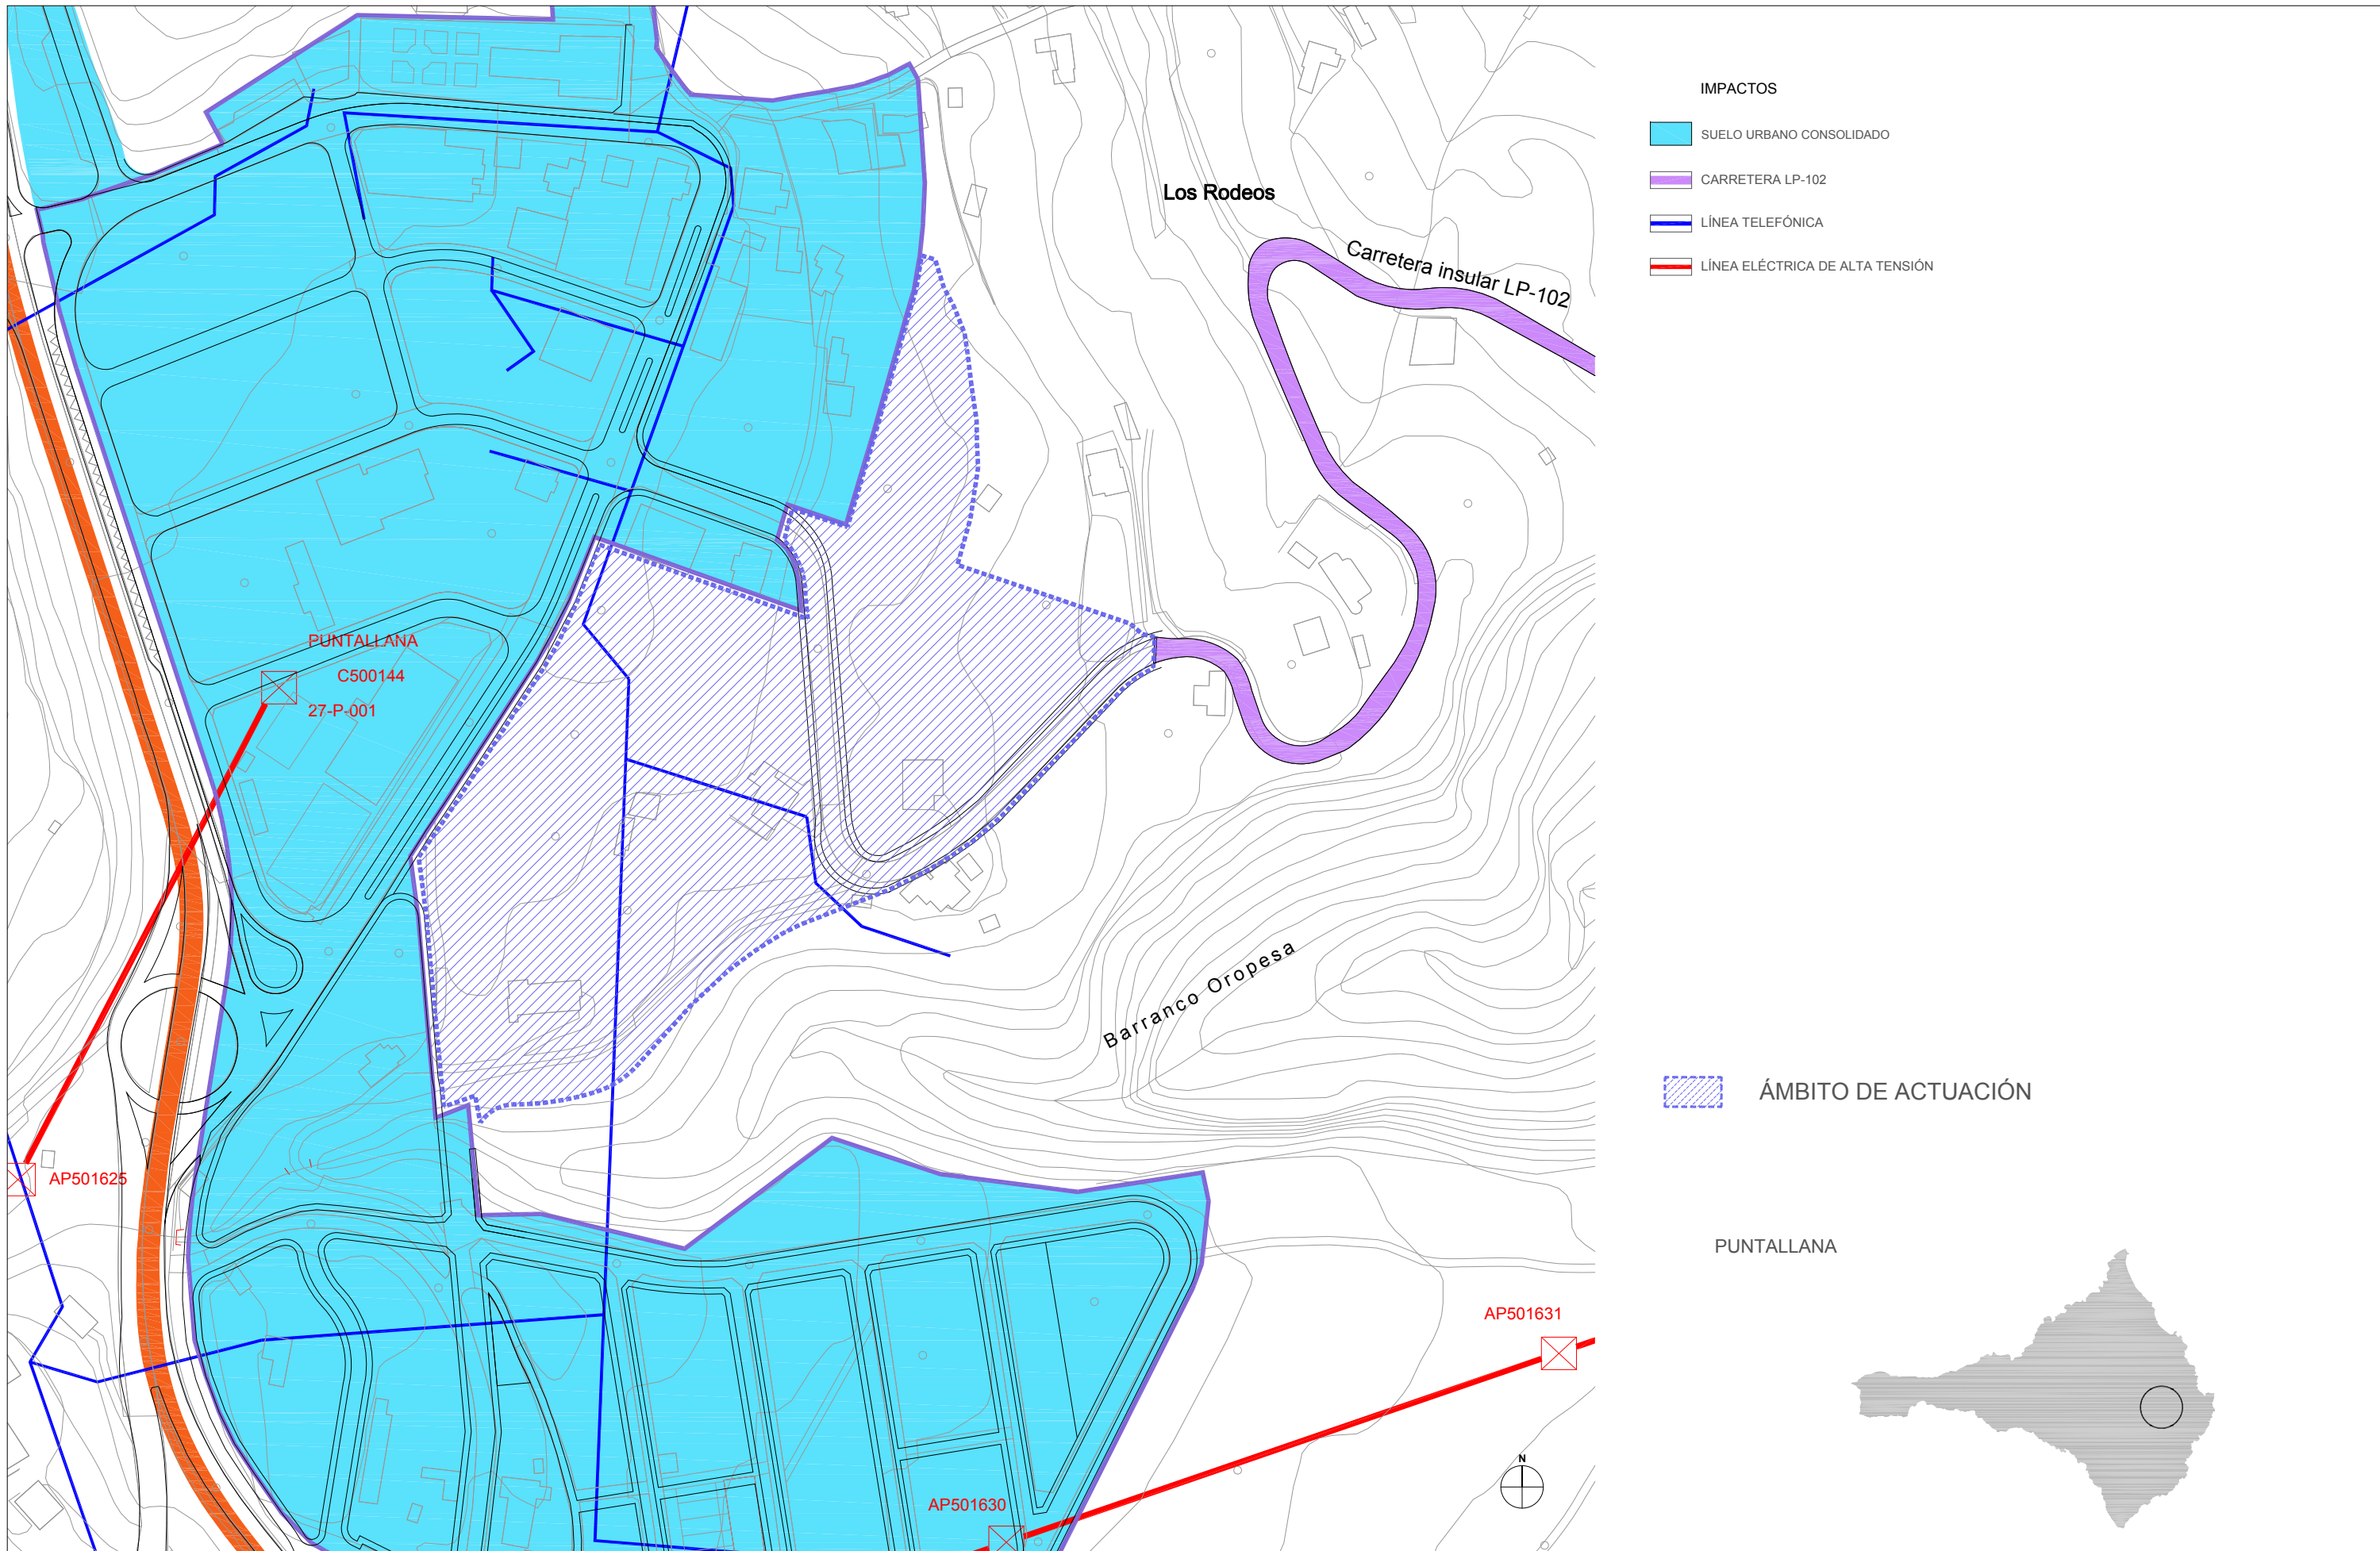 IMPACTOS
SUELO URBANO CONSOLIDADO
CARRETERA LP-102
LÍNEA TELEFÓNICA
LÍNEA ELÉCTRICA DE ALTA TENSIÓN
Los Rodeos
Carretera insular LP-102
PUNTALLANA
C500144
27-P-001
Barranco Oropesa
AP501625
AP501631
AP501630
N
ÁMBITO DE ACTUACIÓN
PUNTALLANA